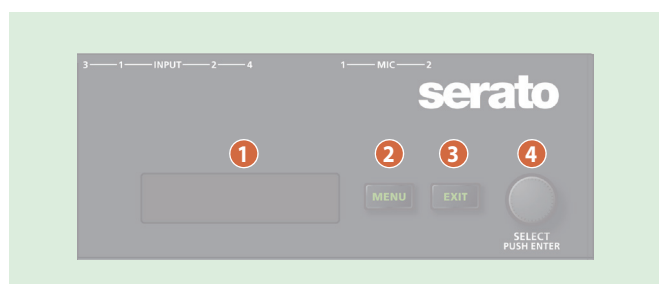 3 1 INPUT 2 4 1 MIC 2
serato
1 2 3 4
MENU EXIT
SELECT
PUSH ENTER